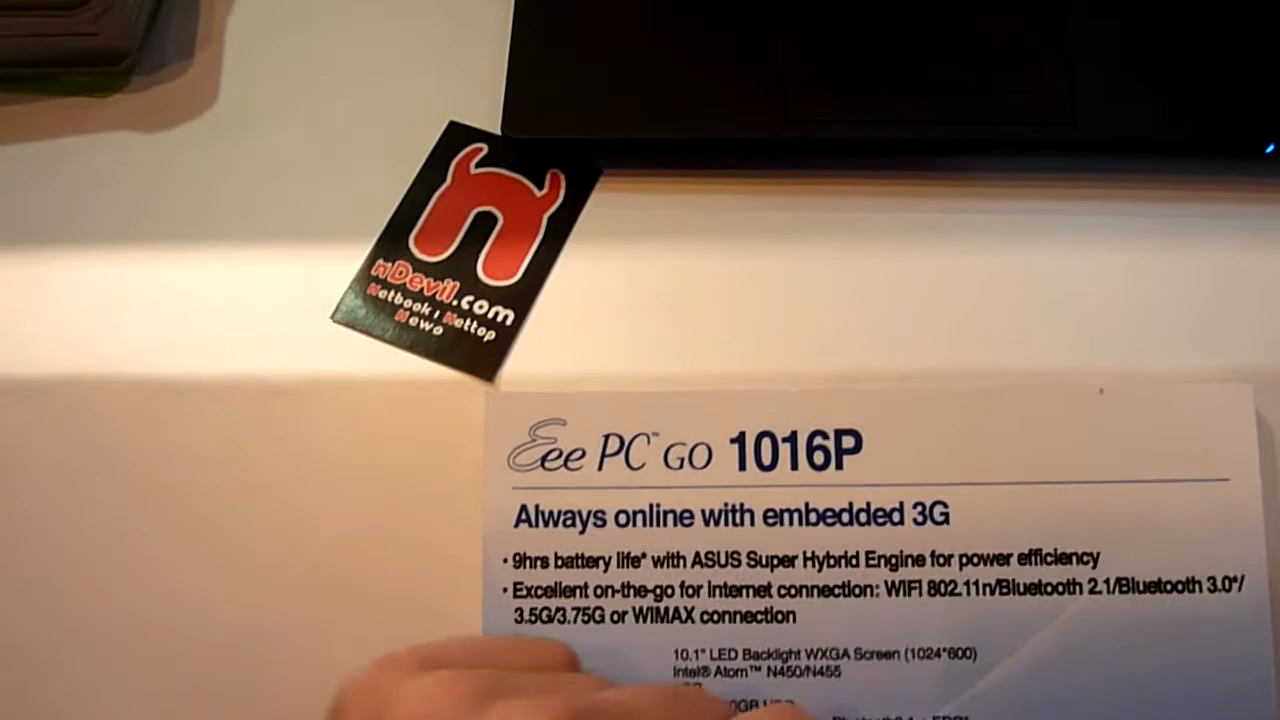 nDevil.com
Netbook, Nettop
News
Eee PC™ GO 1016P
Always online with embedded 3G
• 9hrs battery life* with ASUS Super Hybrid Engine for power efficiency
• Excellent on-the-go for Internet connection: WIFI 802.11n/Bluetooth 2.1/Bluetooth 3.0*/
3.5G/3.75G or WIMAX connection
10.1" LED Backlight WXGA Screen (1024*600)
Intel® Atom™ N450/N455